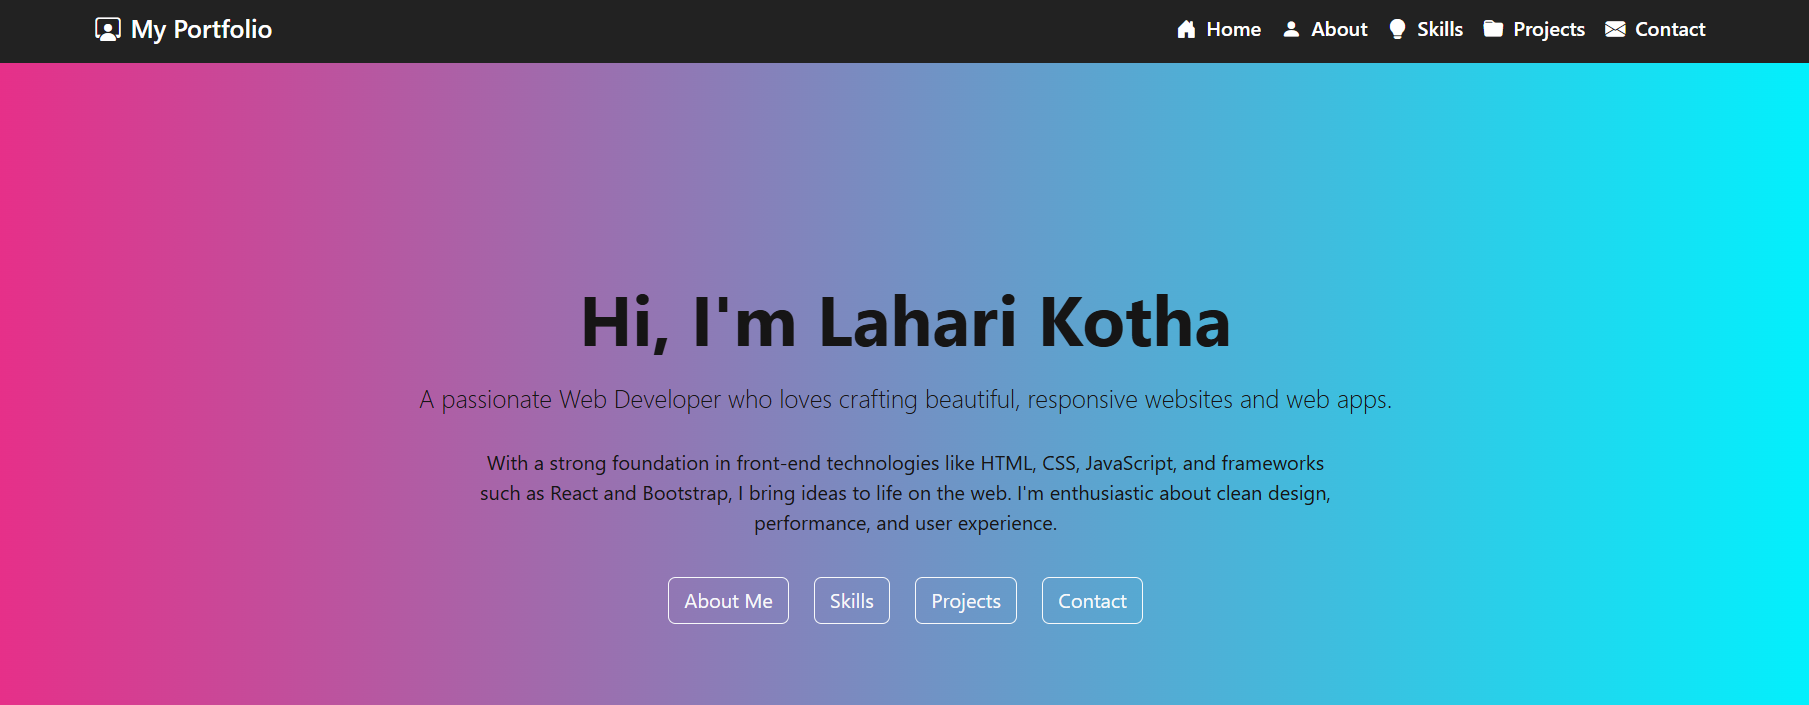 My Portfolio
Home About Skills Projects Contact
Hi, I'm Lahari Kotha
A passionate Web Developer who loves crafting beautiful, responsive websites and web apps.
With a strong foundation in front-end technologies like HTML, CSS, JavaScript, and frameworks
such as React and Bootstrap, I bring ideas to life on the web. I'm enthusiastic about clean design,
performance, and user experience.
About Me Skills Projects Contact